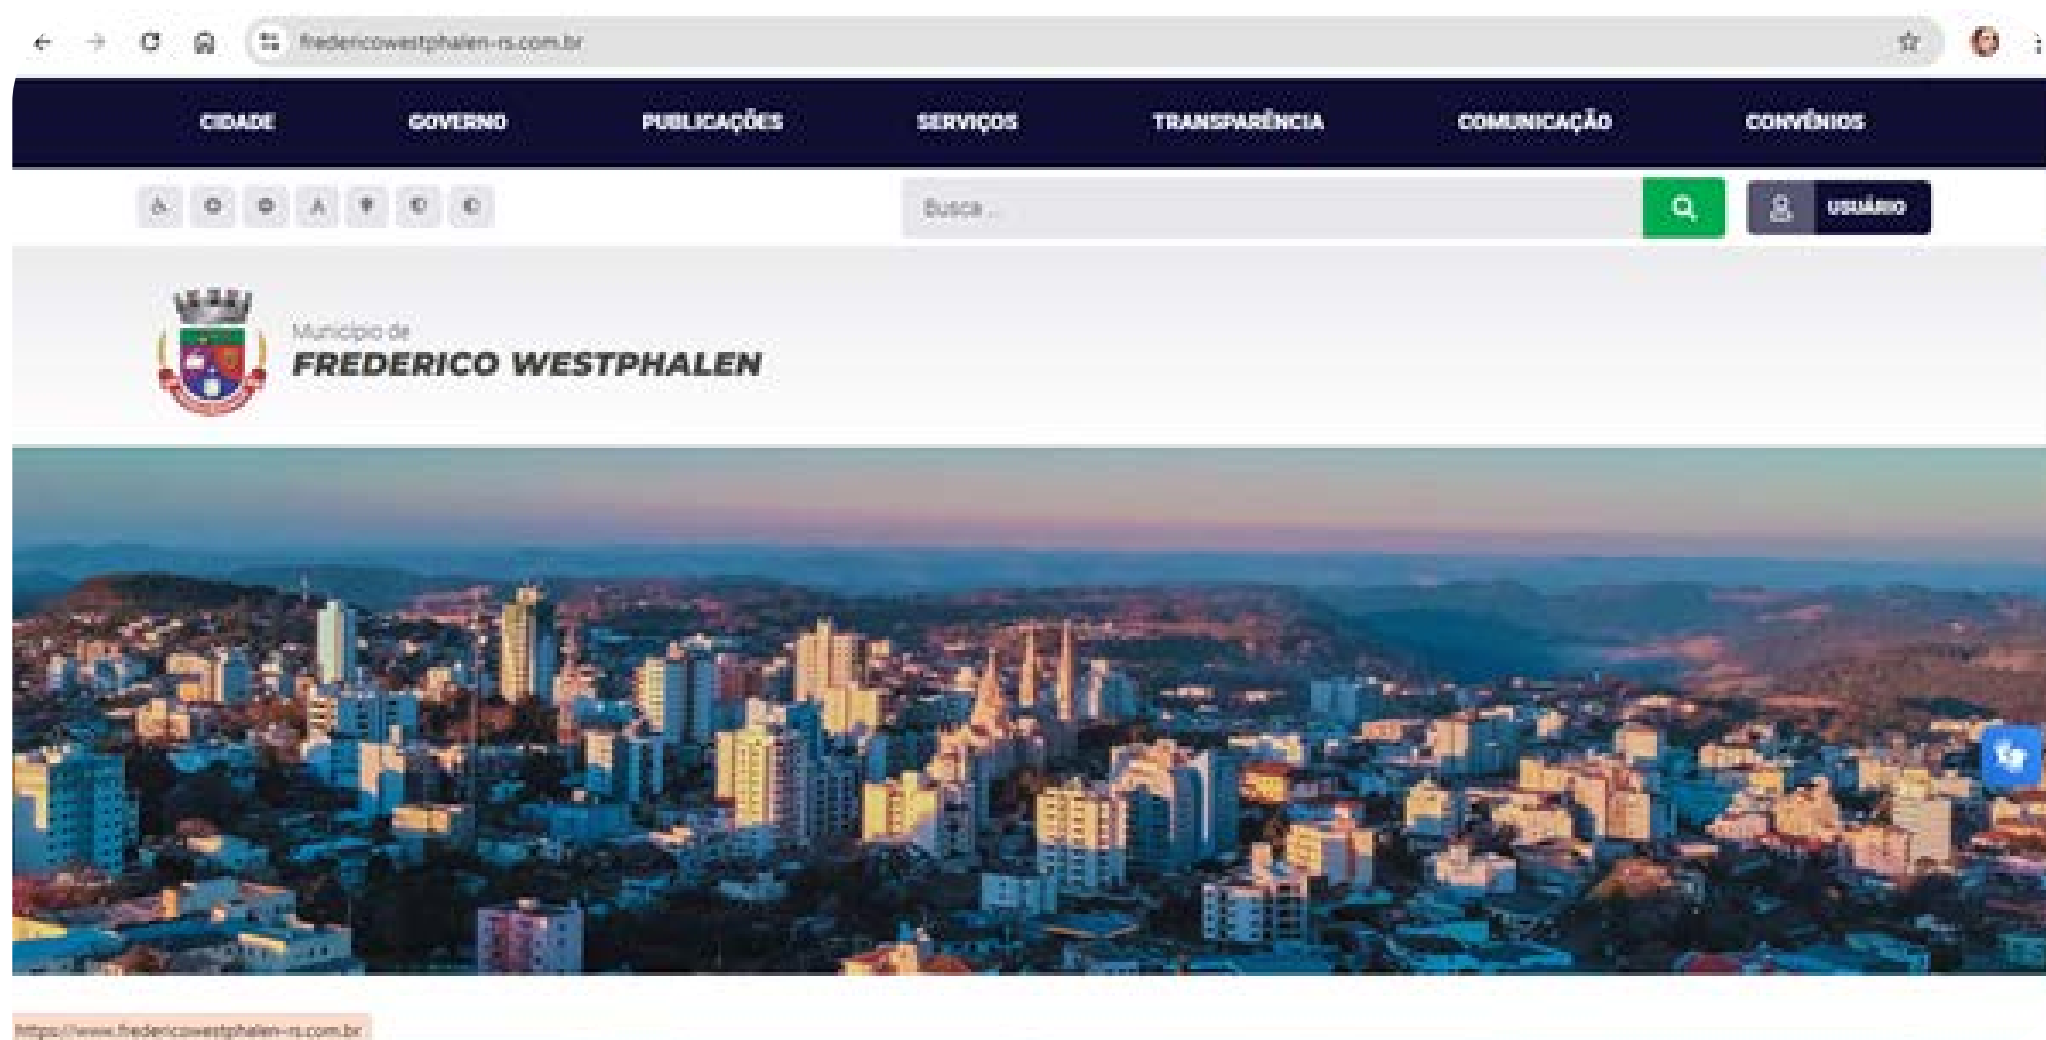 fredericowestphalen-rs.com.br
CIDADE GOVERNO PUBLICAÇÕES SERVIÇOS TRANSPARÊNCIA COMUNICAÇÃO CONVÊNIOS
A Busca ... USUÁRIO
Município de
FREDERICO WESTPHALEN
https://www.fredericowestphalen-rs.com.br